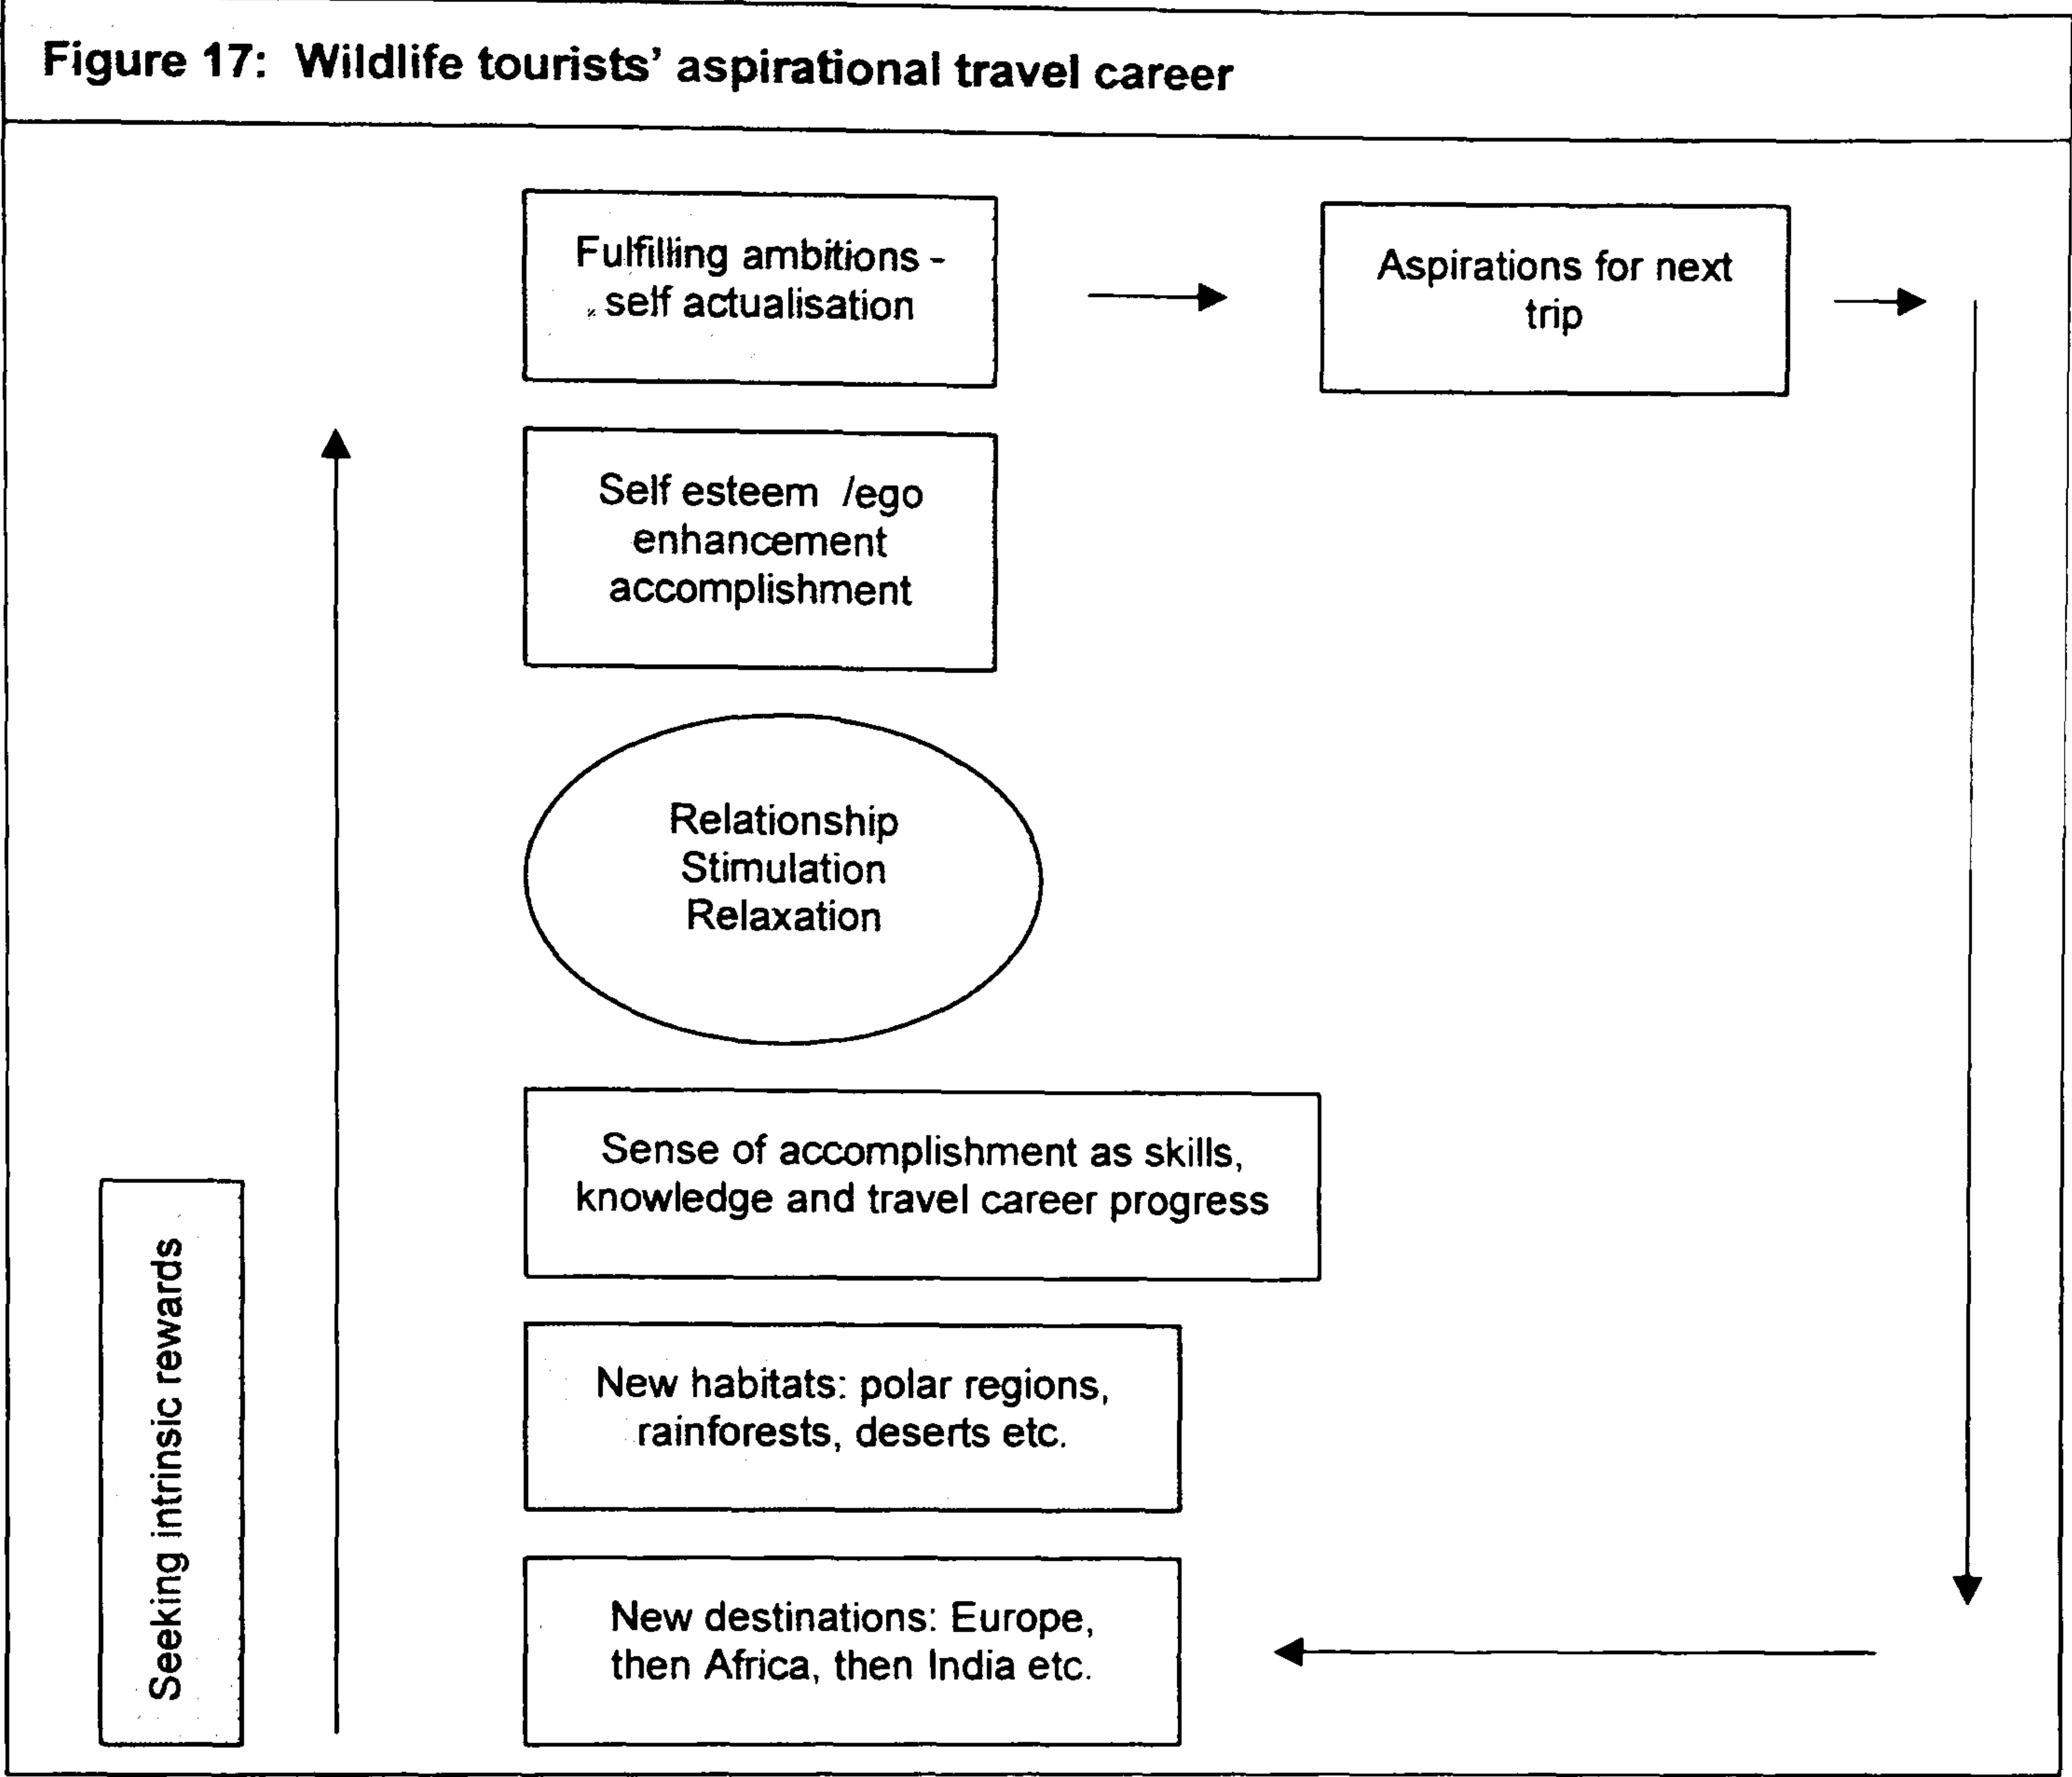 Figure 17: Wildlife tourists' aspirational travel career
Fulfilling ambitions -
self actualisation
Aspirations for next
trip
Self esteem /ego
enhancement
accomplishment
Relationship
Stimulation
Relaxation
Sense of accomplishment as skills,
knowledge and travel career progress
Seeking intrinsic rewards
New habitats: polar regions,
rainforests, deserts etc.
New destinations: Europe,
then Africa, then India etc.